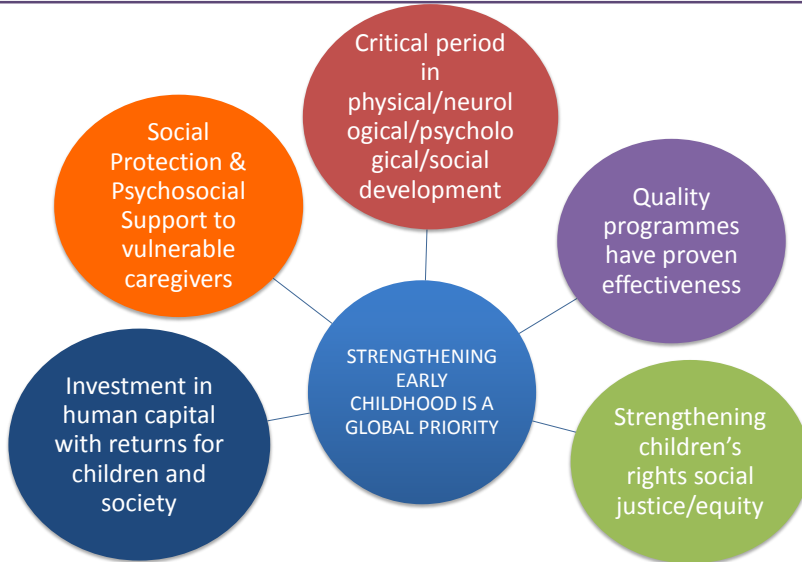 Critical period
in
physical/neurol
ogical/psycholo
gical/social
development
Social
Protection &
Psychosocial
Support to
vulnerable
caregivers
Quality
programmes
have proven
effectiveness
STRENGTHENING
EARLY
CHILDHOOD IS A
GLOBAL PRIORITY
Investment in
human capital
with returns for
children and
society
Strengthening
children’s
rights social
justice/equity